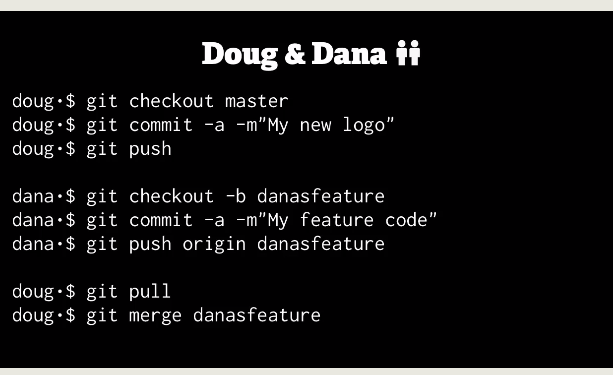 Doug & Dana
doug•$ git checkout master
doug•$ git commit -a -m"My new logo"
doug•$ git push
dana•$ git checkout -b danasfeature
dana•$ git commit -a -m"My feature code"
dana•$ git push origin danasfeature
doug•$ git pull
doug•$ git merge danasfeature